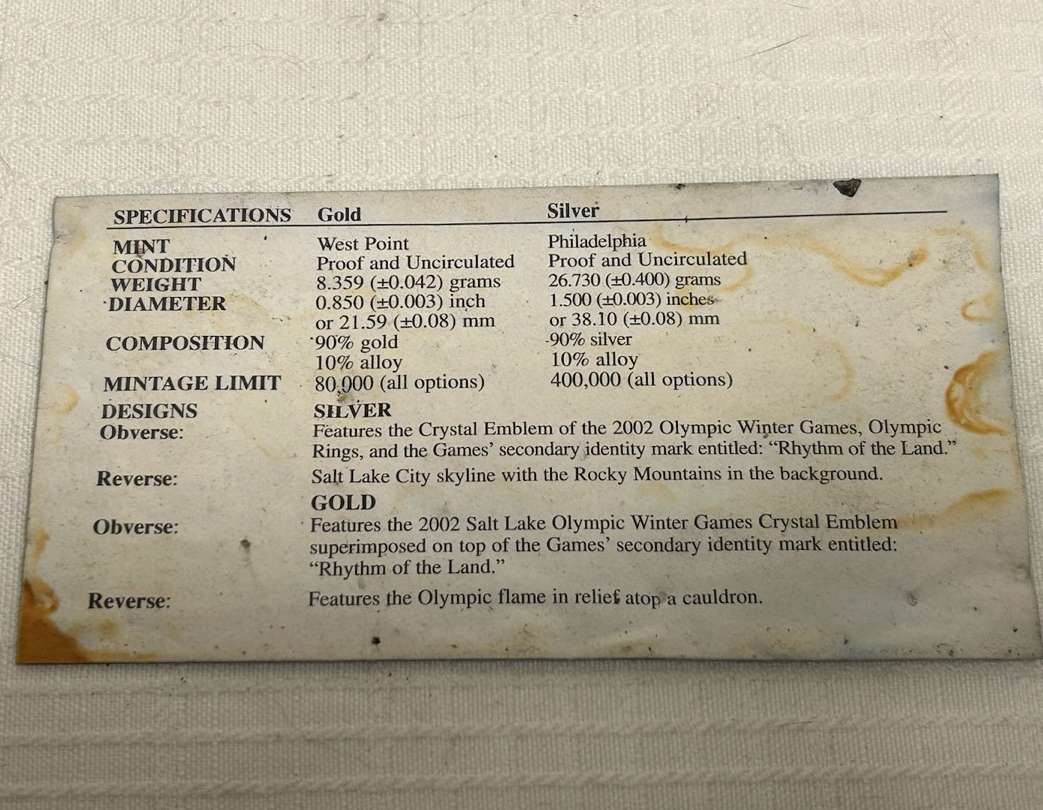 SPECIFICATIONS Gold Silver
MINT West Point Philadelphia
CONDITION Proof and Uncirculated Proof and Uncirculated
WEIGHT 8.359 (±0.042) grams 26.730 (±0.400) grams
DIAMETER 0.850 (±0.003) inch 1.500 (±0.003) inches
or 21.59 (±0.08) mm or 38.10 (±0.08) mm
COMPOSITION 90% gold 90% silver
10% alloy 10% alloy
MINTAGE LIMIT 80,000 (all options) 400,000 (all options)
DESIGNS SILVER
Obverse: Features the Crystal Emblem of the 2002 Olympic Winter Games, Olympic
Rings, and the Games’ secondary identity mark entitled: “Rhythm of the Land.”
Reverse: Salt Lake City skyline with the Rocky Mountains in the background.
GOLD
Obverse: Features the 2002 Salt Lake Olympic Winter Games Crystal Emblem
superimposed on top of the Games’ secondary identity mark entitled:
“Rhythm of the Land.”
Reverse: Features the Olympic flame in relief atop a cauldron.